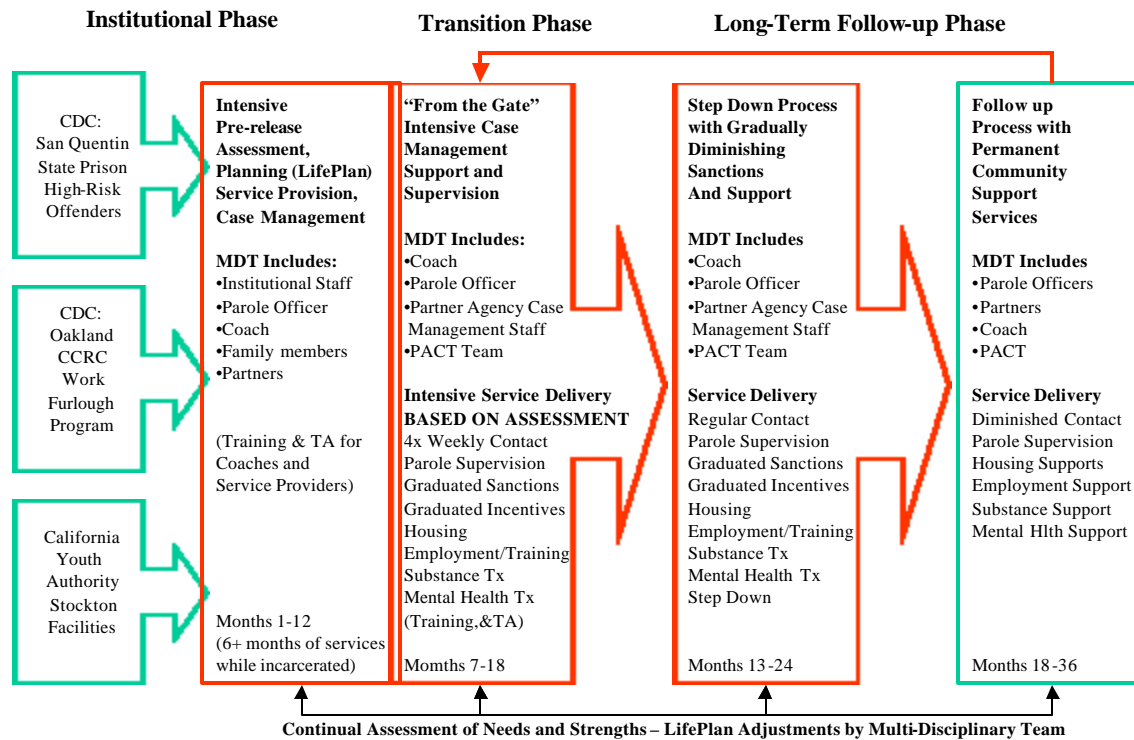 Institutional Phase
Transition Phase
Long-Term Follow-up Phase
CDC:
San Quentin
State Prison
High-Risk
Offenders
CDC:
Oakland
CCRC
Work
Furlough
Program
California
Youth
Authority
Stockton
Facilities
Intensive
Pre-release
Assessment,
Planning (LifePlan)
Service Provision,
Case Management
MDT Includes:
•Institutional Staff
•Parole Officer
•Coach
•Family members
•Partners
(Training & TA for
Coaches and
Service Providers)
Months 1-12
(6+ months of services
while incarcerated)
“From the Gate”
Intensive Case
Management
Support and
Supervision
MDT Includes:
•Coach
•Parole Officer
•Partner Agency Case
Management Staff
•PACT Team
Intensive Service Delivery
BASED ON ASSESSMENT
4x Weekly Contact
Parole Supervision
Graduated Sanctions
Graduated Incentives
Housing
Employment/Training
Substance Tx
Mental Health Tx
(Training,&TA)
Momths 7-18
Step Down Process
with Gradually
Diminishing
Sanctions
And Support
MDT Includes
•Coach
•Parole Officer
•Partner Agency Case
Management Staff
•PACT Team
Service Delivery
Regular Contact
Parole Supervision
Graduated Sanctions
Graduated Incentives
Housing
Employment/Training
Substance Tx
Mental Health Tx
Step Down
Months 13-24
Follow up
Process with
Permanent
Community
Support
Services
MDT Includes
•Parole Officers
•Partners
•Coach
•PACT
Service Delivery
Diminished Contact
Parole Supervision
Housing Supports
Employment Support
Substance Support
Mental Hlth Support
Months 18-36
Continual Assessment of Needs and Strengths – LifePlan Adjustments by Multi-Disciplinary Team